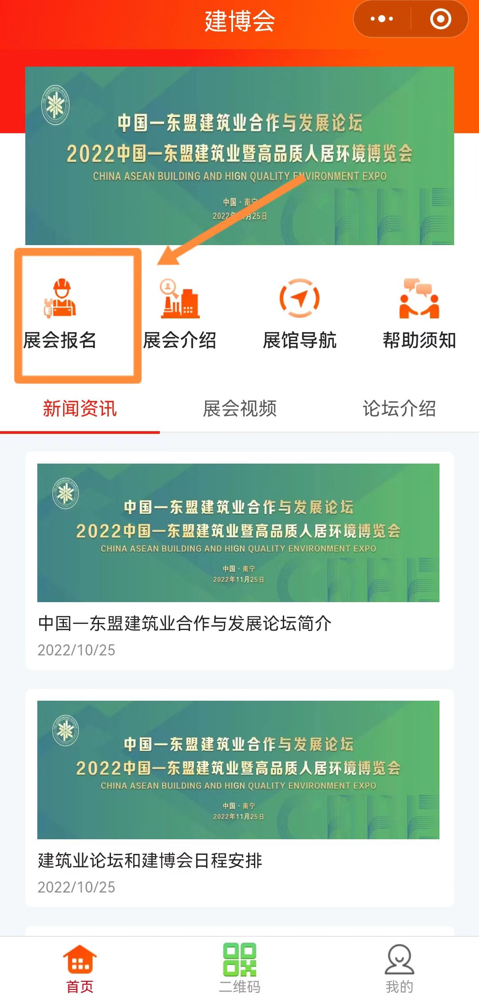 建博会
中国一东盟建筑业合作与发展论坛
2022中国一东盟建筑业暨高品质人居环境博览会
CHINA ASEAN BUILDING AND HIGN QUALITY ENVIRONMENT EXPO
中国·南宁
2022年11月25日
展会报名 展会介绍 展馆导航 帮助须知
新闻资讯 展会视频 论坛介绍
中国一东盟建筑业合作与发展论坛
2022中国一东盟建筑业暨高品质人居环境博览会
CHINA ASEAN BUILDING AND HIGN QUALITY ENVIRONMENT EXPO
中国·南宁
2022年11月25日
中国一东盟建筑业合作与发展论坛简介
2022/10/25
中国一东盟建筑业合作与发展论坛
2022中国一东盟建筑业暨高品质人居环境博览会
CHINA ASEAN BUILDING AND HIGN QUALITY ENVIRONMENT EXPO
中国·南宁
2022年11月25日
建筑业论坛和建博会日程安排
2022/10/25
首页 二维码 我的